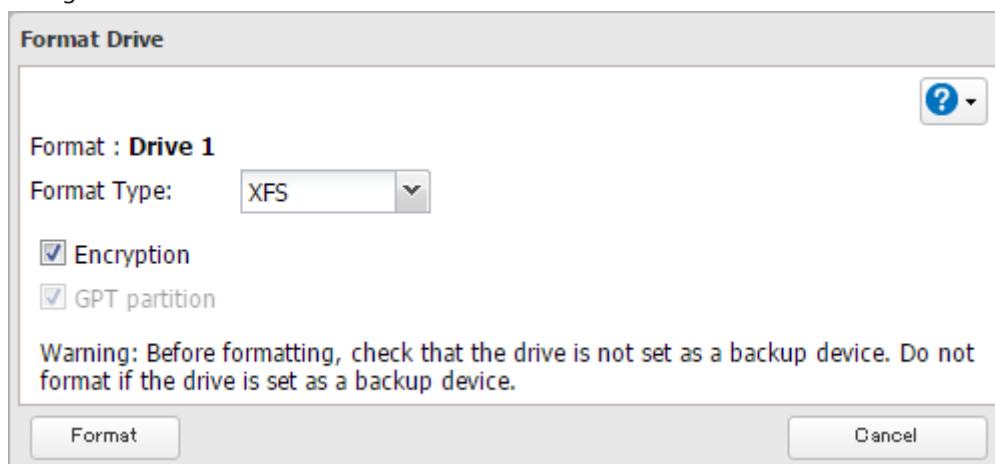 Format Drive
?
Format : Drive 1
Format Type:
XFS
Encryption
GPT partition
Warning: Before formatting, check that the drive is not set as a backup device. Do not
format if the drive is set as a backup device.
Format
Cancel